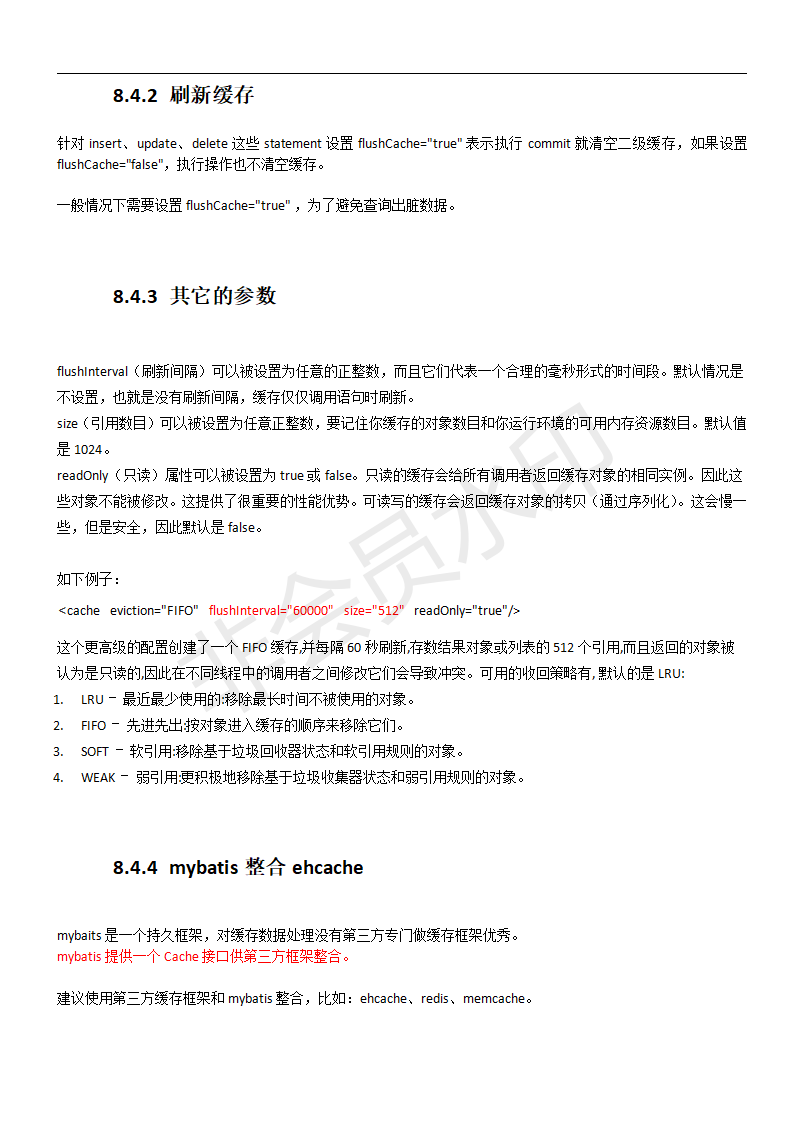 8.4.2 刷新缓存
针对 insert、update、delete 这些 statement 设置 flushCache="true" 表示执行 commit 就清空二级缓存，如果设置
flushCache="false"，执行操作也不清空缓存。
一般情况下需要设置 flushCache="true" ，为了避免查询出脏数据。
8.4.3 其它的参数
flushInterval（刷新间隔）可以被设置为任意的正整数，而且它们代表一个合理的毫秒形式的时间段。默认情况是
不设置，也就是没有刷新间隔，缓存仅仅调用语句时刷新。
size（引用数目）可以被设置为任意正整数，要记住你缓存的对象数目和你运行环境的可用内存资源数目。默认值
是 1024。
readOnly（只读）属性可以被设置为 true 或 false。只读的缓存会给所有调用者返回缓存对象的相同实例。因此这
些对象不能被修改。这提供了很重要的性能优势。可读写的缓存会返回缓存对象的拷贝（通过序列化）。这会慢一
些，但是安全，因此默认是 false。
如下例子：
<cache eviction="FIFO" flushInterval="60000" size="512" readOnly="true"/>
这个更高级的配置创建了一个 FIFO 缓存,并每隔 60 秒刷新,存数结果对象或列表的 512 个引用,而且返回的对象被
认为是只读的,因此在不同线程中的调用者之间修改它们会导致冲突。可用的收回策略有, 默认的是 LRU:
1. LRU – 最近最少使用的:移除最长时间不被使用的对象。
2. FIFO – 先进先出:按对象进入缓存的顺序来移除它们。
3. SOFT – 软引用:移除基于垃圾回收器状态和软引用规则的对象。
4. WEAK – 弱引用:更积极地移除基于垃圾收集器状态和弱引用规则的对象。
8.4.4 mybatis 整合 ehcache
mybaits 是一个持久框架，对缓存数据处理没有第三方专门做缓存框架优秀。
mybatis 提供一个 Cache 接口供第三方框架整合。
建议使用第三方缓存框架和 mybatis 整合，比如：ehcache、redis、memcache。
非会员水印